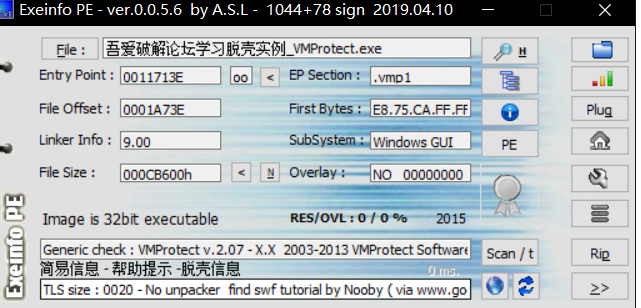 Exeinfo PE - ver.0.0.5.6 by A.S.L - 1044+78 sign 2019.04.10
File : 吾爱破解论坛学习脱壳实例_VMProtect.exe H
Entry Point : 0011713E oo < EP Section : .vmp1
File Offset : 0001A73E First Bytes : E8.75.CA.FF.FF Plug
Linker Info : 9.00 SubSystem : Windows GUI PE
File Size : 000CB600h < N Overlay : NO 00000000
Image is 32bit executable RES/OVL : 0 / 0 % 2015
Exeinfo PE
Generic check : VMProtect v.2.07 - X.X 2003-2013 VMProtect Software Scan / t Rip
简易信息 - 帮助提示 -脱壳信息 0 ms.
TLS size : 0020 - No unpacker find swf tutorial by Nooby ( via www.go >>